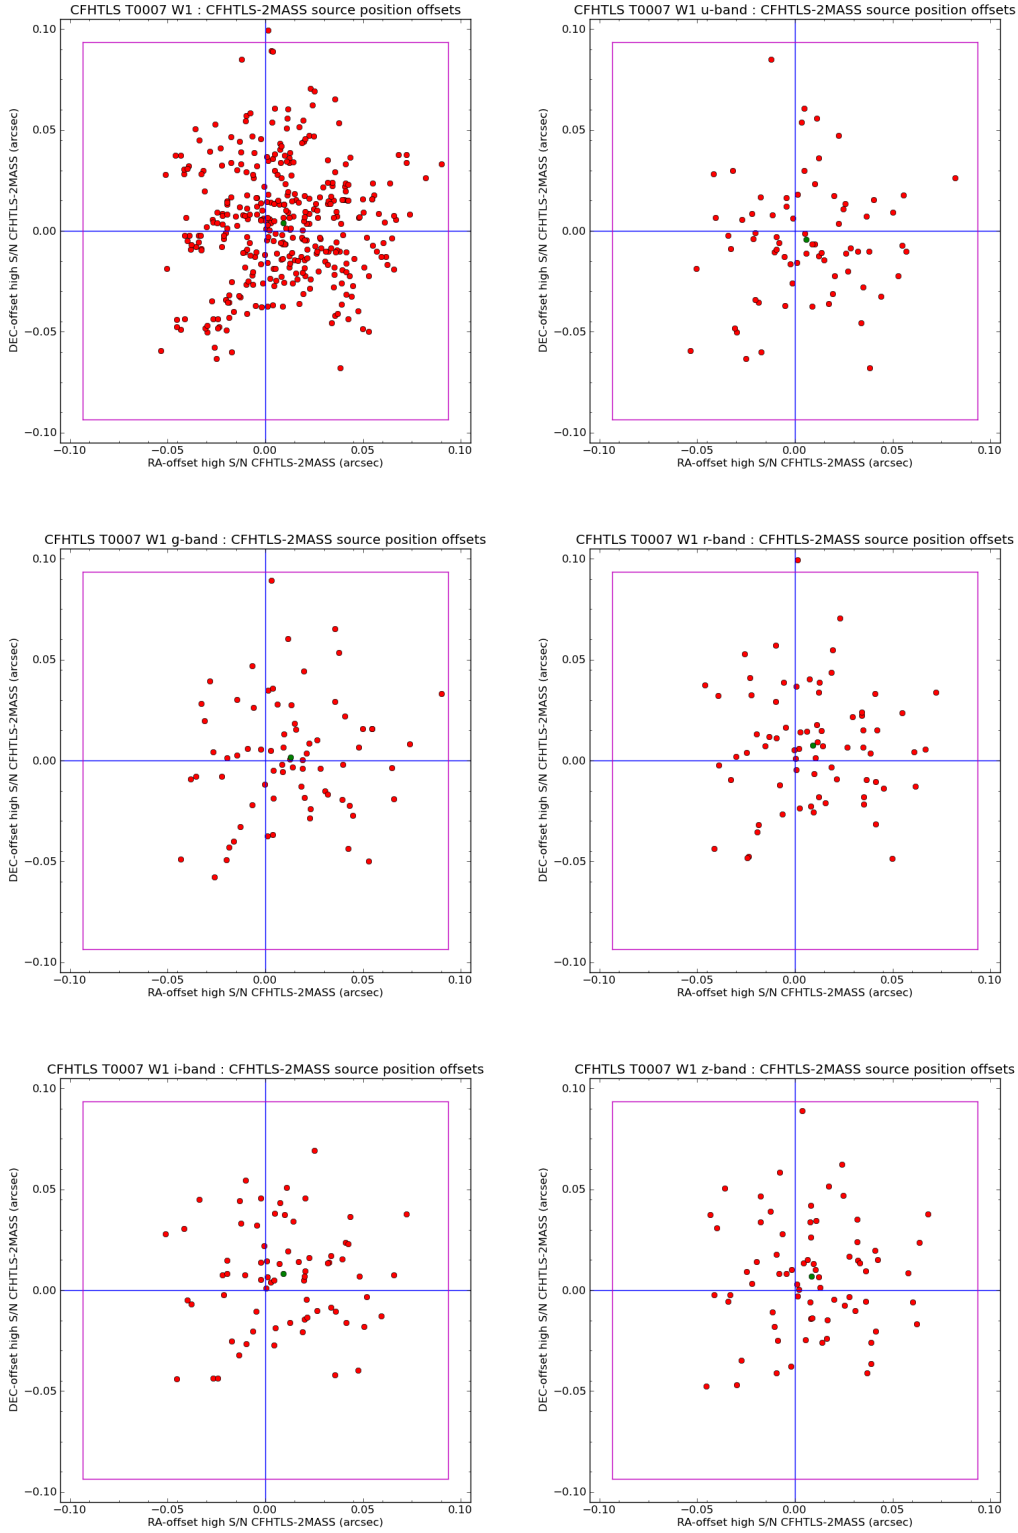 CFHTLS T0007 W1 : CFHTLS-2MASS source position offsets
DEC-offset high S/N CFHTLS-2MASS (arcsec)
0.10
0.05
0.00
−0.05
−0.10
−0.10 −0.05 0.00 0.05 0.10
RA-offset high S/N CFHTLS-2MASS (arcsec)
CFHTLS T0007 W1 u-band : CFHTLS-2MASS source position offsets
DEC-offset high S/N CFHTLS-2MASS (arcsec)
0.10
0.05
0.00
−0.05
−0.10
−0.10 −0.05 0.00 0.05 0.10
RA-offset high S/N CFHTLS-2MASS (arcsec)
CFHTLS T0007 W1 g-band : CFHTLS-2MASS source position offsets
DEC-offset high S/N CFHTLS-2MASS (arcsec)
0.10
0.05
0.00
−0.05
−0.10
−0.10 −0.05 0.00 0.05 0.10
RA-offset high S/N CFHTLS-2MASS (arcsec)
CFHTLS T0007 W1 r-band : CFHTLS-2MASS source position offsets
DEC-offset high S/N CFHTLS-2MASS (arcsec)
0.10
0.05
0.00
−0.05
−0.10
−0.10 −0.05 0.00 0.05 0.10
RA-offset high S/N CFHTLS-2MASS (arcsec)
CFHTLS T0007 W1 i-band : CFHTLS-2MASS source position offsets
DEC-offset high S/N CFHTLS-2MASS (arcsec)
0.10
0.05
0.00
−0.05
−0.10
−0.10 −0.05 0.00 0.05 0.10
RA-offset high S/N CFHTLS-2MASS (arcsec)
CFHTLS T0007 W1 z-band : CFHTLS-2MASS source position offsets
DEC-offset high S/N CFHTLS-2MASS (arcsec)
0.10
0.05
0.00
−0.05
−0.10
−0.10 −0.05 0.00 0.05 0.10
RA-offset high S/N CFHTLS-2MASS (arcsec)